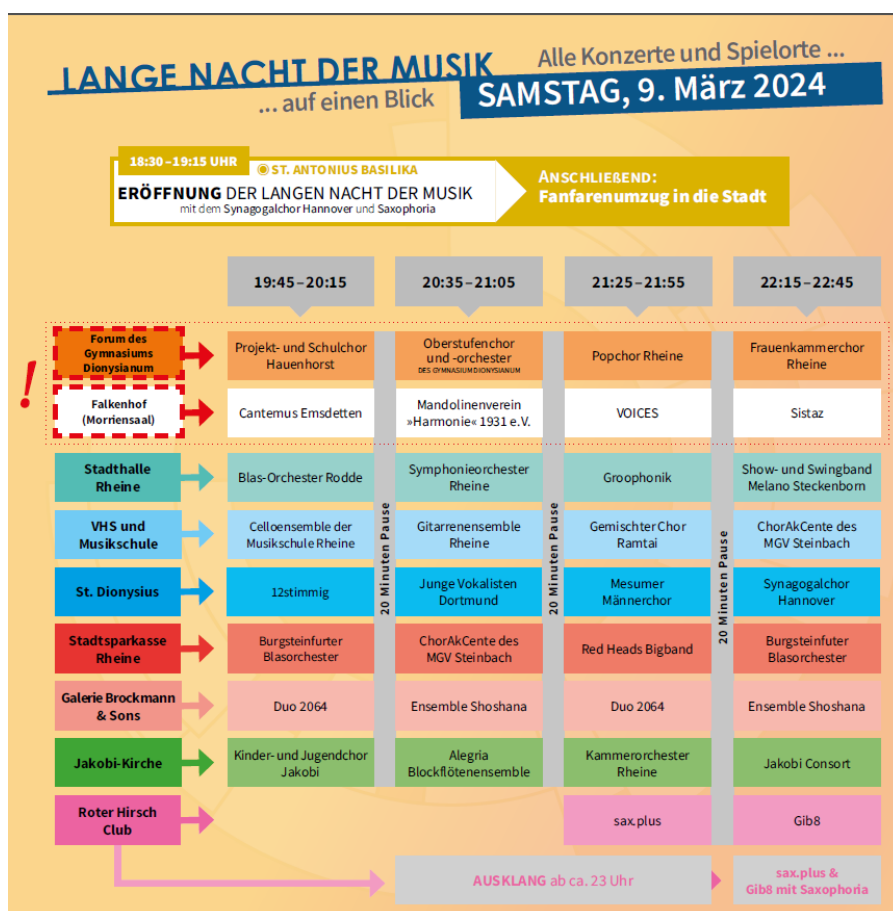 LANGE NACHT DER MUSIK
Alle Konzerte und Spielorte ...
... auf einen Blick
SAMSTAG, 9. März 2024
18:30–19:15 UHR
ST. ANTONIUS BASILIKA
ERÖFFNUNG DER LANGEN NACHT DER MUSIK
mit dem Synagogalchor Hannover und Saxophoria
ANSCHLIEßEND:
Fanfarenumzug in die Stadt
19:45–20:15
20:35–21:05
21:25–21:55
22:15–22:45
!
Forum des
Gymnasiums
Dionysianum
Projekt- und Schulchor
Hauenhorst
Oberstufenchor
und -orchester
DES GYMNASIUM DIONYSIANUM
Popchor Rheine
Frauenkammerchor
Rheine
Falkenhof
(Morriensaal)
Cantemus Emsdetten
Mandolinenverein
»Harmonie« 1931 e.V.
VOICES
Sistaz
Stadthalle
Rheine
Blas-Orchester Rodde
Symphonieorchester
Rheine
Groophonik
Show- und Swingband
Melano Steckenborn
VHS und
Musikschule
Celloensemble der
Musikschule Rheine
Gitarrenensemble
Rheine
Gemischter Chor
Ramtai
ChorAkCente des
MGV Steinbach
St. Dionysius
12stimmig
Junge Vokalisten
Dortmund
Mesumer
Männerchor
Synagogalchor
Hannover
Stadtsparkasse
Rheine
Burgsteinfurter
Blasorchester
ChorAkCente des
MGV Steinbach
Red Heads Bigband
Burgsteinfuter
Blasorchester
Galerie Brockmann
& Sons
Duo 2064
Ensemble Shoshana
Duo 2064
Ensemble Shoshana
Jakobi-Kirche
Kinder- und Jugendchor
Jakobi
Alegria
Blockflötenensemble
Kammerorchester
Rheine
Jakobi Consort
Roter Hirsch
Club
sax.plus
Gib8
20 Minuten Pause
20 Minuten Pause
20 Minuten Pause
AUSKLANG ab ca. 23 Uhr
sax.plus &
Gib8 mit Saxophoria